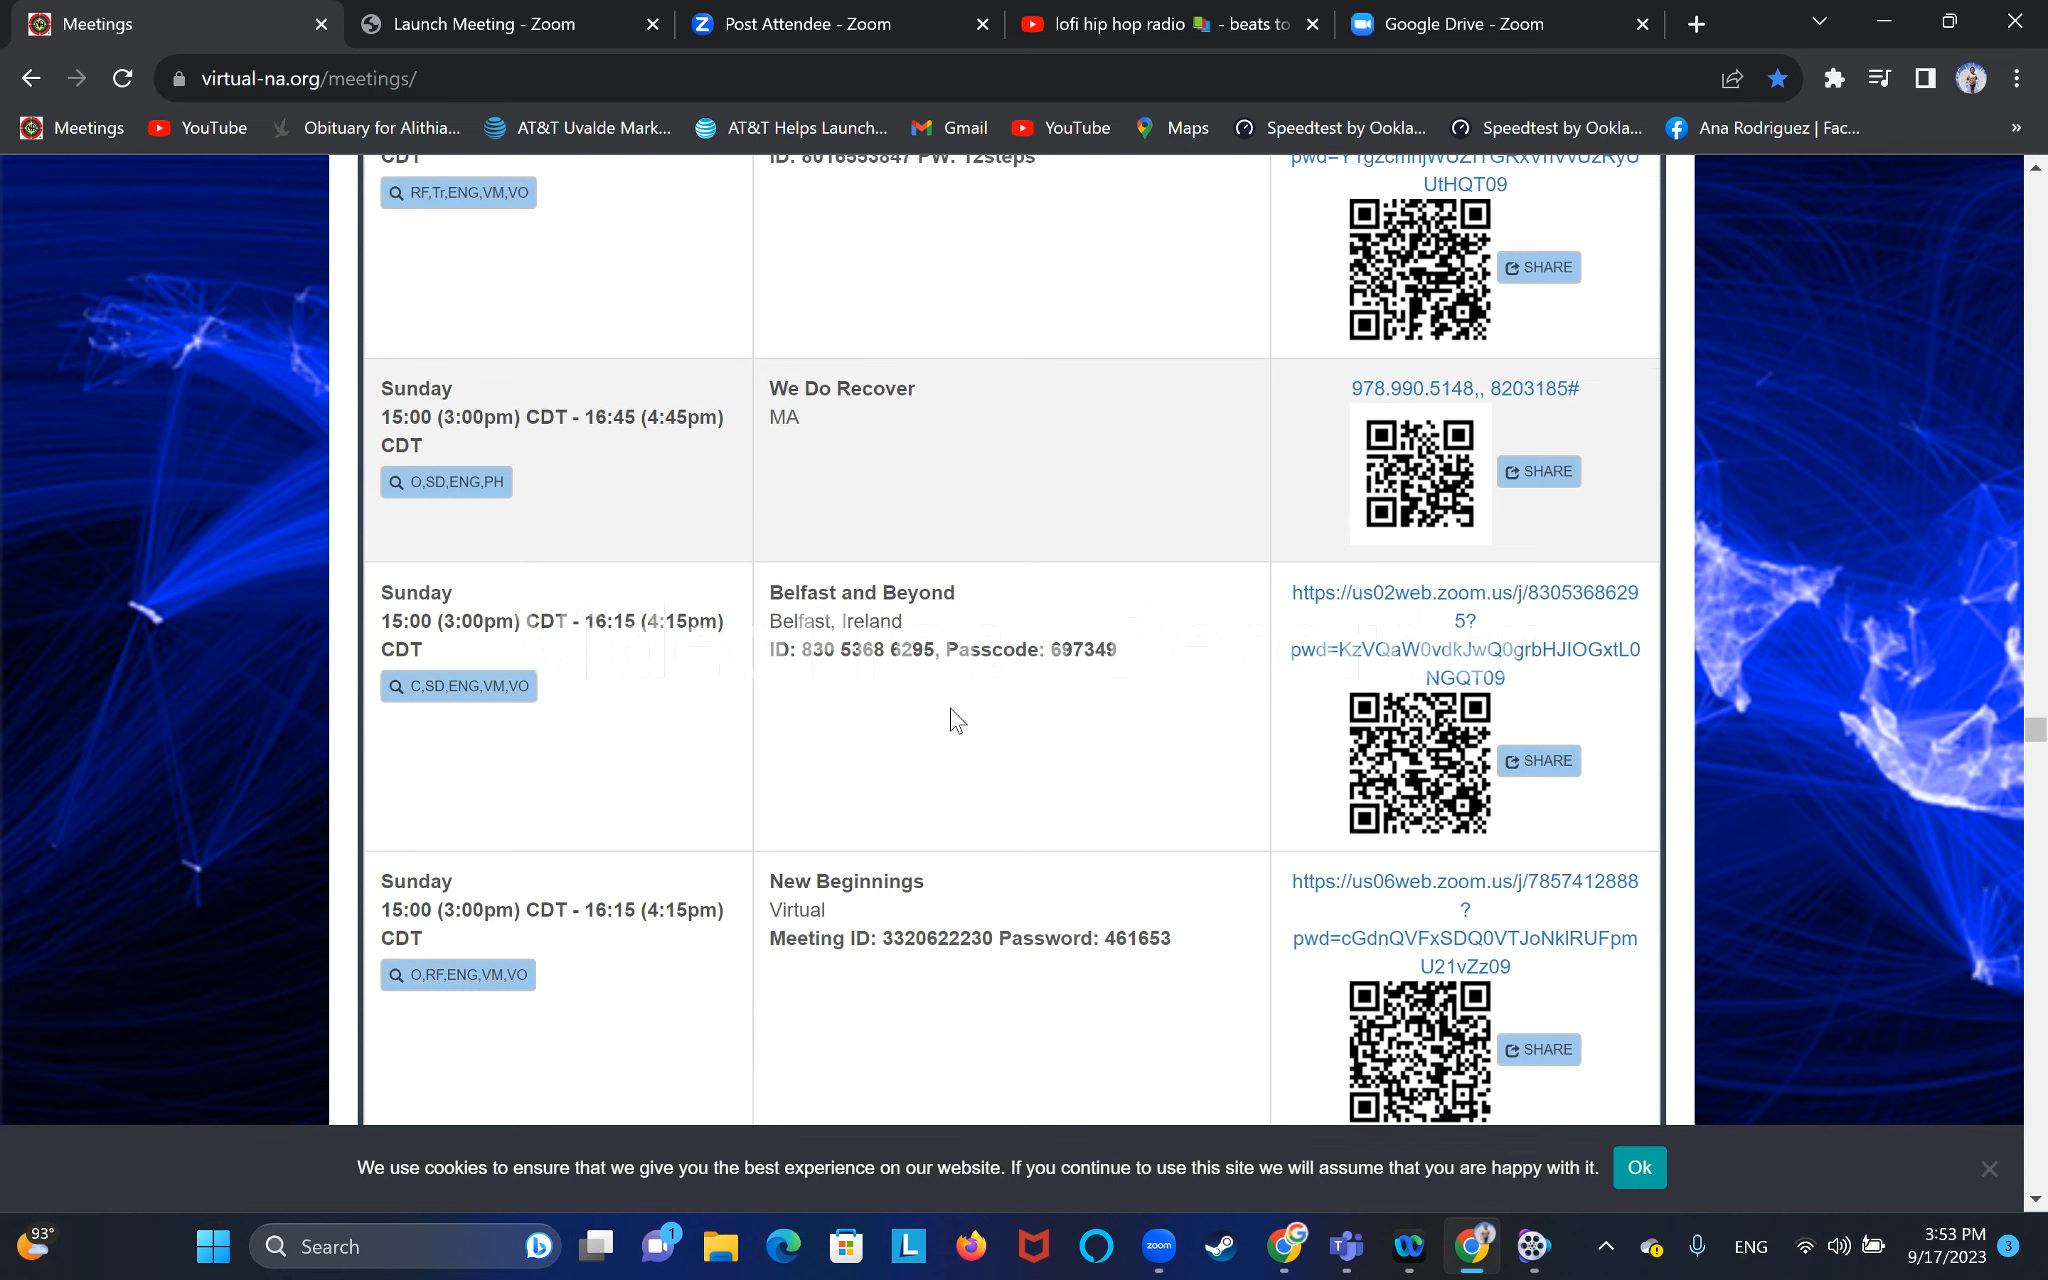 Meetings
Launch Meeting - Zoom
Post Attendee - Zoom
lofi hip hop radio 📚 - beats to
Google Drive - Zoom
virtual-na.org/meetings/
Meetings
YouTube
Obituary for Alithia...
AT&T Uvalde Mark...
AT&T Helps Launch...
Gmail
YouTube
Maps
Speedtest by Ookla...
Speedtest by Ookla...
Ana Rodriguez | Fac...
»
CDT
RF,Tr,ENG,VM,VO
ID: 8016553847 PW: 12steps
UtHQT09
SHARE
Sunday
15:00 (3:00pm) CDT - 16:45 (4:45pm)
CDT
O,SD,ENG,PH
We Do Recover
MA
978.990.5148,, 8203185#
SHARE
Sunday
15:00 (3:00pm) CDT - 16:15 (4:15pm)
CDT
C,SD,ENG,VM,VO
Belfast and Beyond
Belfast, Ireland
ID: 830 5368 6295, Passcode: 697349
https://us02web.zoom.us/j/8305368629
5?
pwd=KzVQaW0vdkJwQ0grbHJIOGxtL0
NGQT09
SHARE
Sunday
15:00 (3:00pm) CDT - 16:15 (4:15pm)
CDT
O,RF,ENG,VM,VO
New Beginnings
Virtual
Meeting ID: 3320622230 Password: 461653
https://us06web.zoom.us/j/7857412888
?
pwd=cGdnQVFxSDQ0VTJoNklRUFpm
U21vZz09
SHARE
We use cookies to ensure that we give you the best experience on our website. If you continue to use this site we will assume that you are happy with it.
Ok
93°
Search
1
L
zoom
ENG
3:53 PM
9/17/2023
3